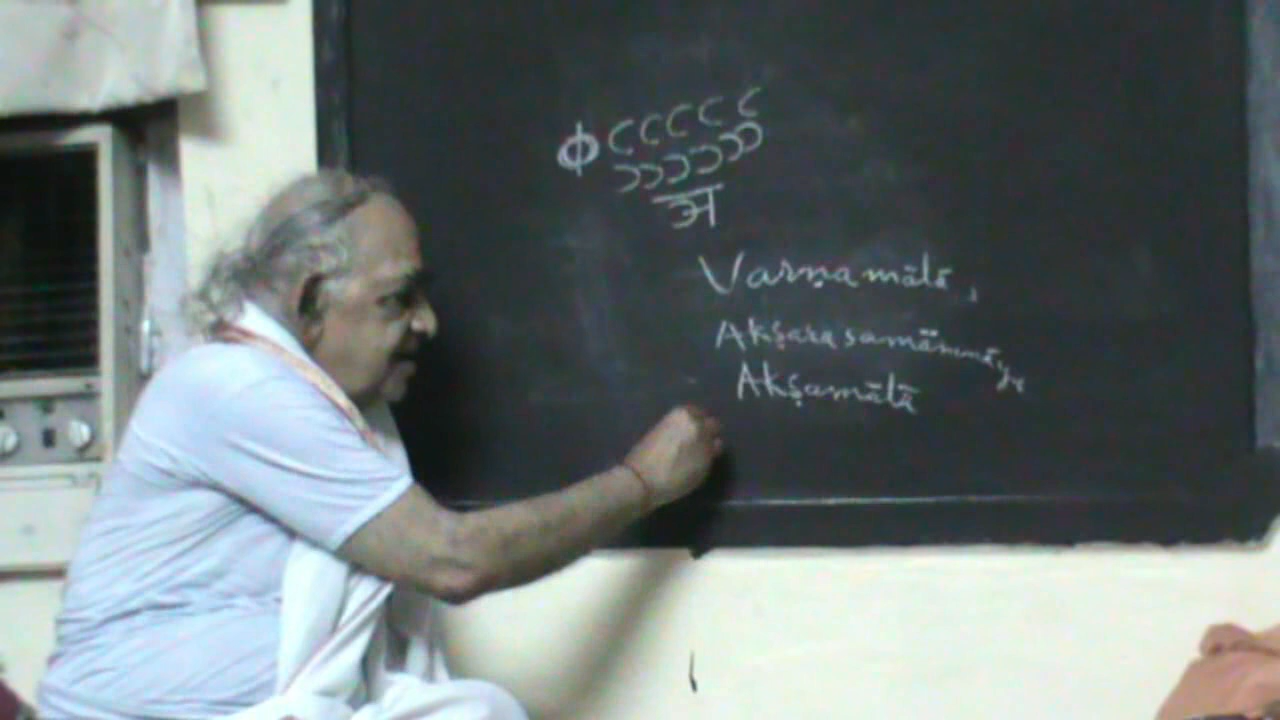 ϕ C C C C C
Ɔ Ɔ Ɔ Ɔ Ɔ Ɔ
अ
Varṇamālā,
Akṣarasamāmnāya
Akṣamālā